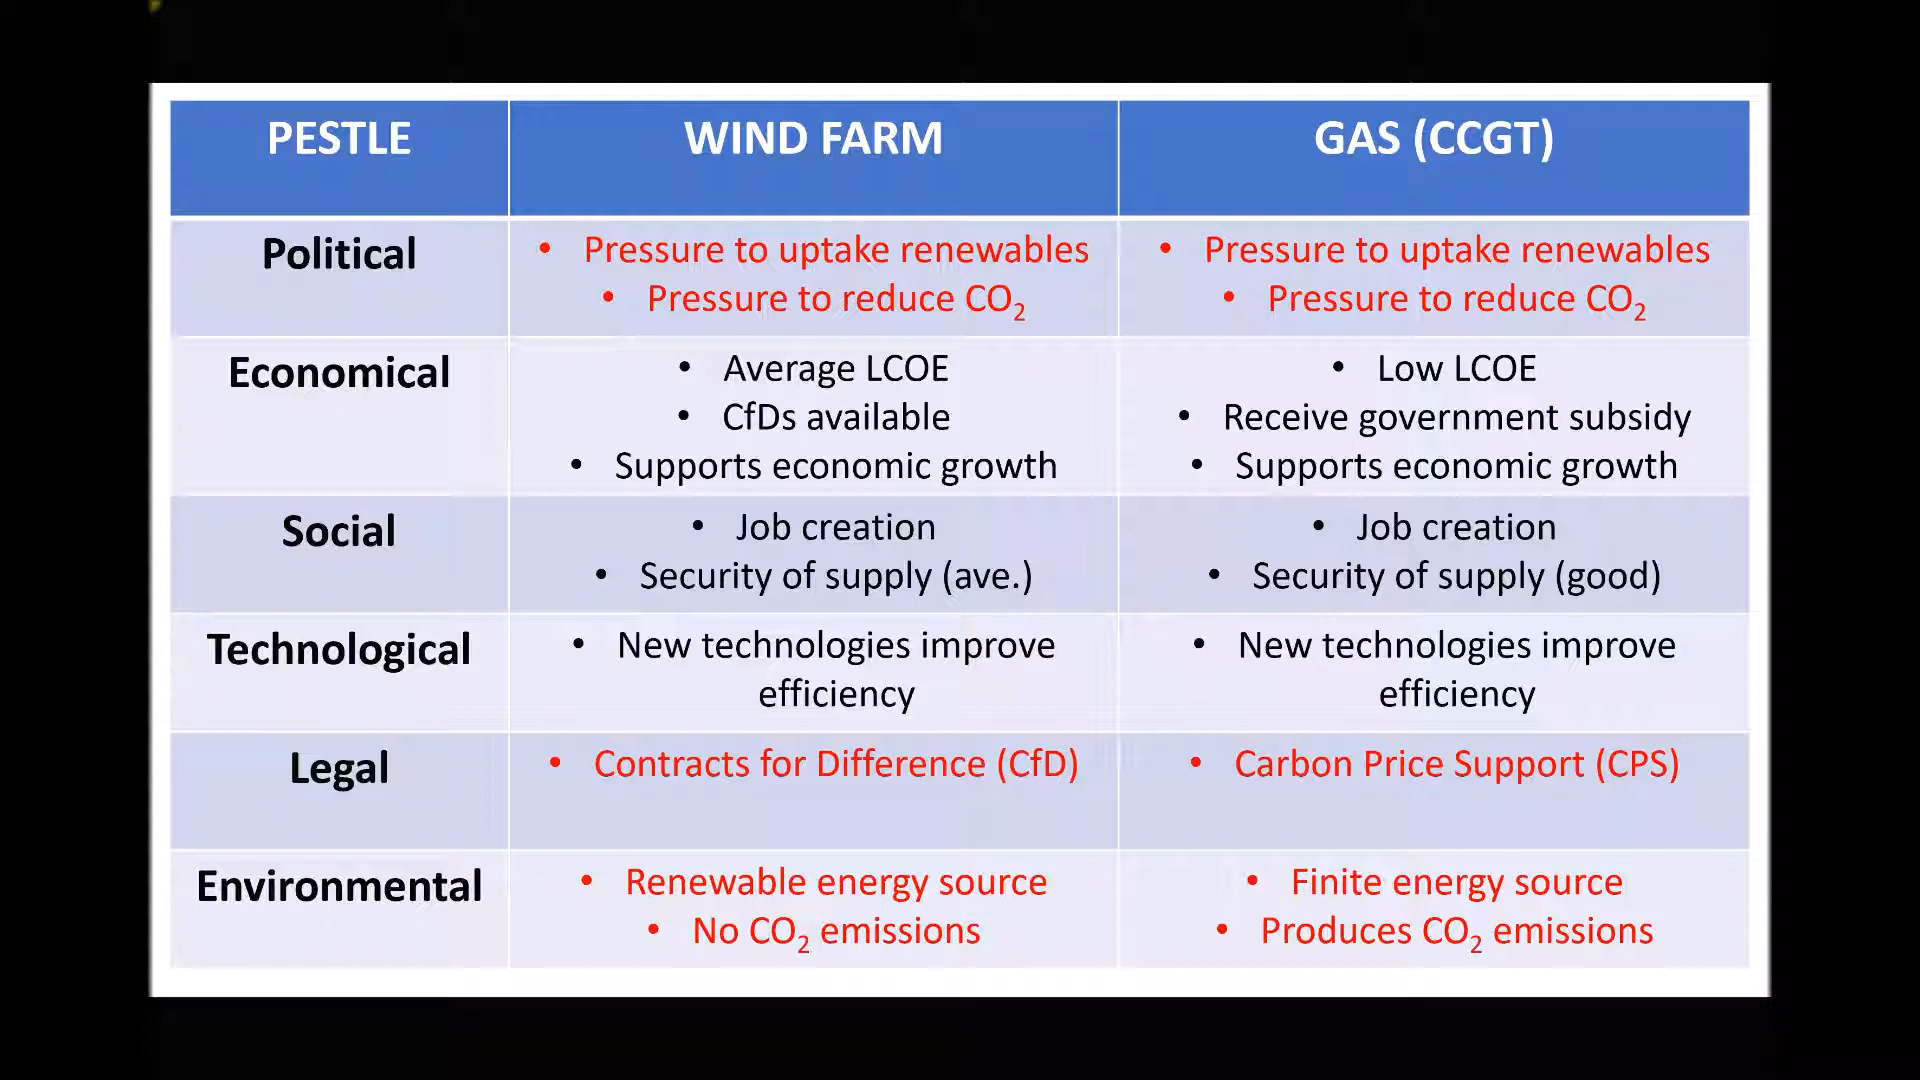 PESTLE
WIND FARM
GAS (CCGT)
Political
• Pressure to uptake renewables
• Pressure to reduce CO₂
• Pressure to uptake renewables
• Pressure to reduce CO₂
Economical
• Average LCOE
• CfDs available
• Supports economic growth
• Low LCOE
• Receive government subsidy
• Supports economic growth
Social
• Job creation
• Security of supply (ave.)
• Job creation
• Security of supply (good)
Technological
• New technologies improve
efficiency
• New technologies improve
efficiency
Legal
• Contracts for Difference (CfD)
• Carbon Price Support (CPS)
Environmental
• Renewable energy source
• No CO₂ emissions
• Finite energy source
• Produces CO₂ emissions